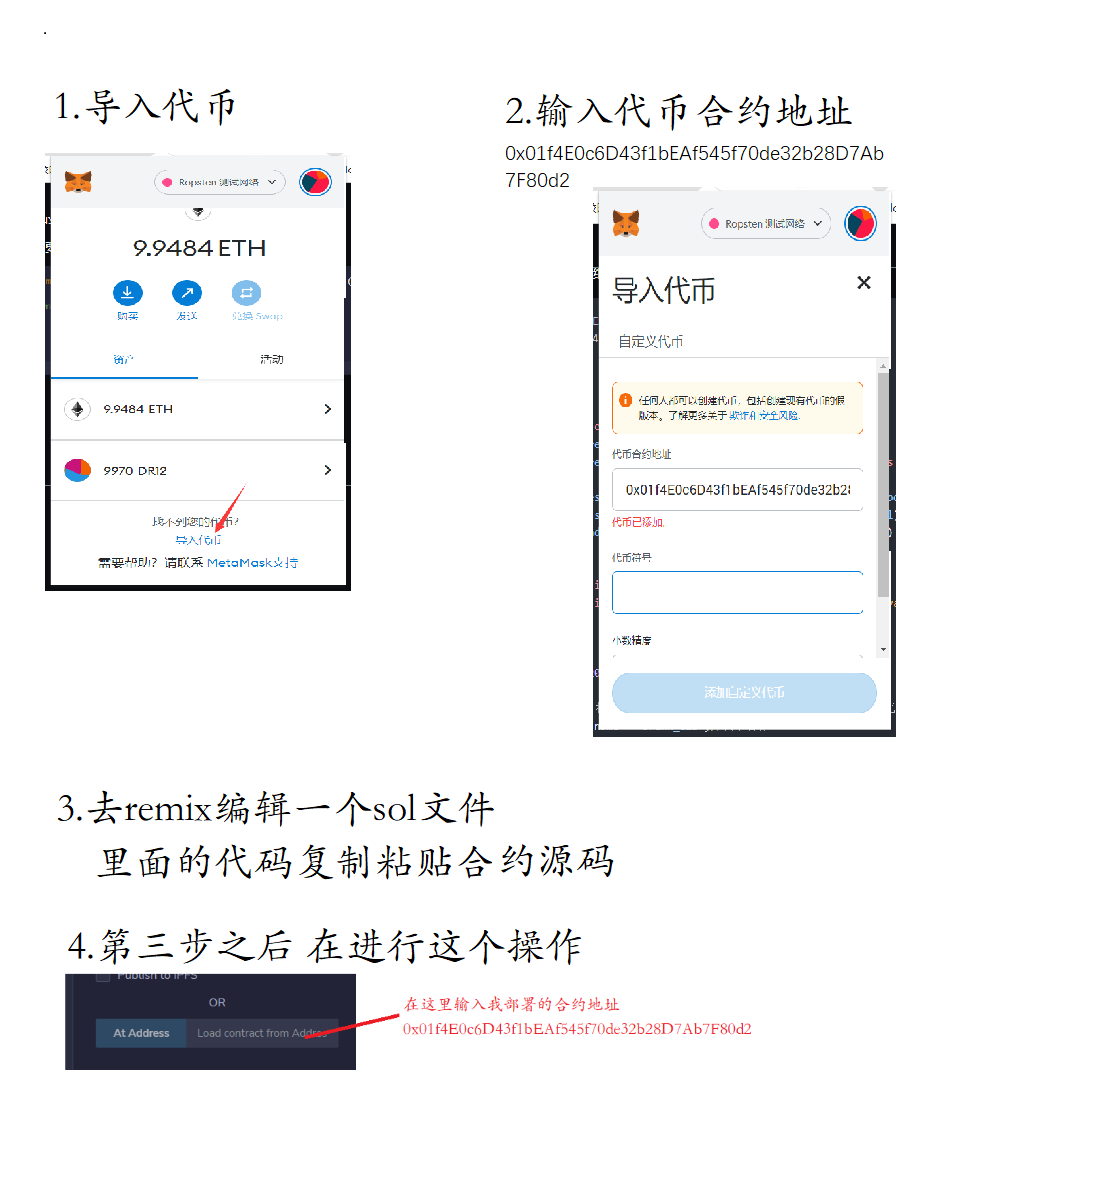 1.导入代币
Ropsten 测试网络
9.9484 ETH
购买
发送
兑换 Swap
资产
活动
9.9484 ETH
9970 DR12
找不到您的代币？
导入代币
需要帮助？请联系 MetaMask支持
2.输入代币合约地址
0x01f4E0c6D43f1bEAf545f70de32b28D7Ab
7F80d2
Ropsten 测试网络
导入代币
自定义代币
任何人都可以创建代币，包括创建现有代币的假
版本。了解更多关于 欺诈和安全风险.
代币合约地址
0x01f4E0c6D43f1bEAf545f70de32b28
代币已添加.
代币符号
小数精度
添加自定义代币
3.去remix编辑一个sol文件
里面的代码复制粘贴合约源码
4.第三步之后 在进行这个操作
Publish to IPFS
OR
At Address
Load contract from Address
在这里输入我部署的合约地址
0x01f4E0c6D43f1bEAf545f70de32b28D7Ab7F80d2